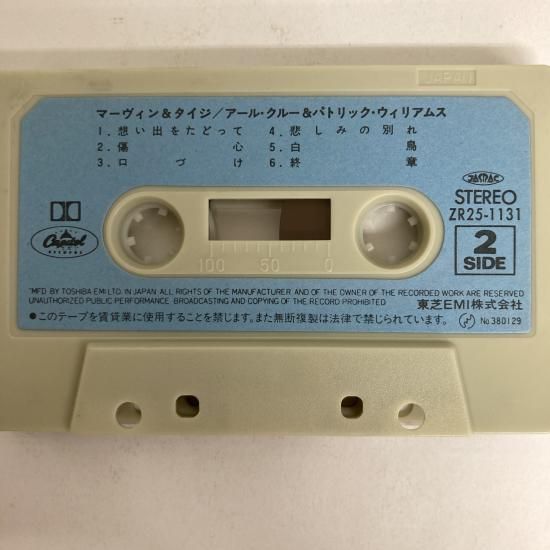 JAPAN
マーヴィン&タイジ/アール・クルー&パトリック・ウィリアムス
1. 想い出をたどって 4. 悲しみの別れ
2. 傷心 5. 白鳥
3. 口づけ 6. 終章
JASRAC
STEREO
ZR25-1131
2
SIDE
Capitol
RECORDS
100 50 0
"MFD BY TOSHIBA EMI LTD. IN JAPAN ALL RIGHTS OF THE MANUFACTURER AND OF THE OWNER OF THE RECORDED WORK ARE RESERVED
UNAUTHORIZED PUBLIC PERFORMANCE. BROADCASTING AND COPYING OF THE RECORD PROHIBITED
東芝EMI株式会社
●このテープを賃貸業に使用することを禁じます。また無断複製は法律で禁じられています。
No380129